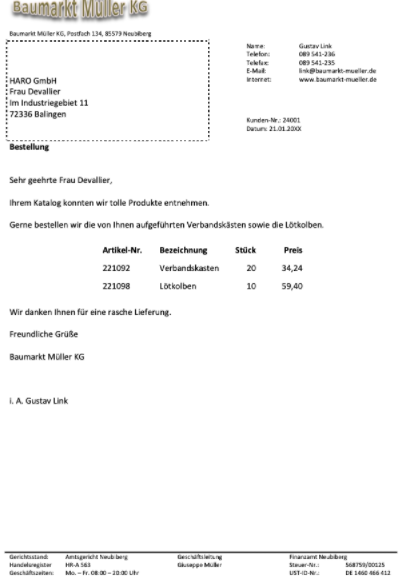 Baumarkt Müller KG
Baumarkt Müller KG, Postfach 134, 85579 Neubiberg
HARO GmbH
Frau Devallier
Im Industriegebiet 11
72336 Balingen
Name: Gustav Link
Telefon: 089 541-236
Telefax: 089 541-235
E-Mail: link@baumarkt-mueller.de
Internet: www.baumarkt-mueller.de
Kunden-Nr.: 24001
Datum: 21.01.20XX
Bestellung
Sehr geehrte Frau Devallier,
Ihrem Katalog konnten wir tolle Produkte entnehmen.
Gerne bestellen wir die von Ihnen aufgeführten Verbandskästen sowie die Lötkolben.
Artikel-Nr. Bezeichnung Stück Preis
221092 Verbandskasten 20 34,24
221098 Lötkolben 10 59,40
Wir danken Ihnen für eine rasche Lieferung.
Freundliche Grüße
Baumarkt Müller KG
i. A. Gustav Link
Gerichtsstand: Amtsgericht Neubiberg Geschäftsleitung Finanzamt Neubiberg
Handelsregister HR-A 563 Giuseppe Müller Steuer-Nr.: 568759/00125
Geschäftszeiten: Mo. – Fr. 08:00 – 20:00 Uhr UST-ID-Nr.: DE 1460 466 412